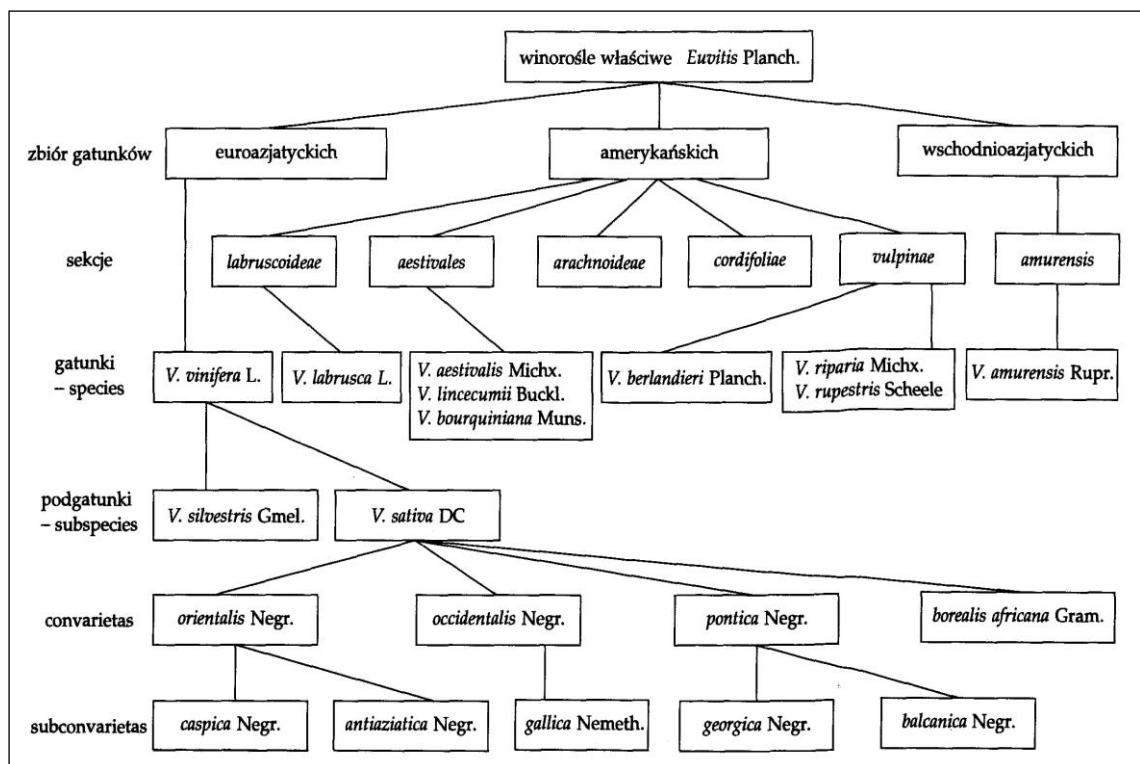 winorośle właściwe Euvitis Planch.
zbiór gatunków
euroazjatyckich
amerykańskich
wschodnioazjatyckich
sekcje
labruscoideae
aestivales
arachnoideae
cordifoliae
vulpinae
amurensis
gatunki
– species
V. vinifera L.
V. labrusca L.
V. aestivalis Michx.
V. lincecumii Buckl.
V. bourquiniana Muns.
V. berlandieri Planch.
V. riparia Michx.
V. rupestris Scheele
V. amurensis Rupr.
podgatunki
– subspecies
V. silvestris Gmel.
V. sativa DC
convarietas
orientalis Negr.
occidentalis Negr.
pontica Negr.
borealis africana Gram.
subconvarietas
caspica Negr.
antiaziatica Negr.
gallica Nemeth.
georgica Negr.
balcanica Negr.